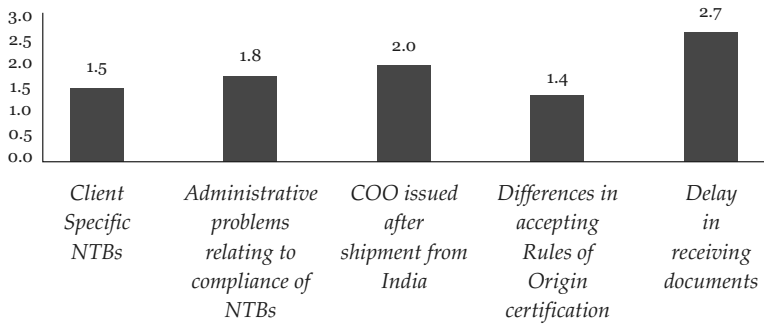 3.0
2.5
2.0
1.5
1.0
0.5
0.0
1.5
1.8
2.0
1.4
2.7
Client
Specific
NTBs
Administrative
problems
relating to
compliance of
NTBs
COO issued
after
shipment from
India
Differences in
accepting
Rules of
Origin
certification
Delay
in
receiving
documents